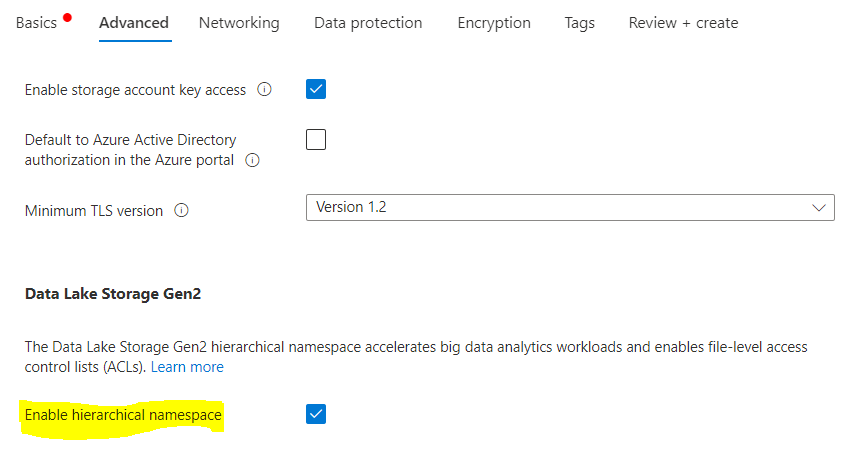 Basics Advanced Networking Data protection Encryption Tags Review + create
Enable storage account key access
Default to Azure Active Directory
authorization in the Azure portal
Minimum TLS version Version 1.2
Data Lake Storage Gen2
The Data Lake Storage Gen2 hierarchical namespace accelerates big data analytics workloads and enables file-level access
control lists (ACLs). Learn more
Enable hierarchical namespace